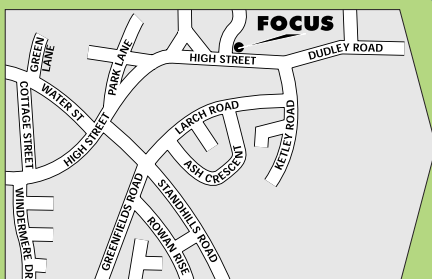 FOCUS
GREEN
LANE
PARK LANE
HIGH STREET
DUDLEY ROAD
COTTAGE STREET
WATER ST
HIGH STREET
LARCH ROAD
KETLEY ROAD
ASH CRESCENT
WINDERMERE DR
GREENFIELDS ROAD
STANDHILLS ROAD
ROWAN RISE